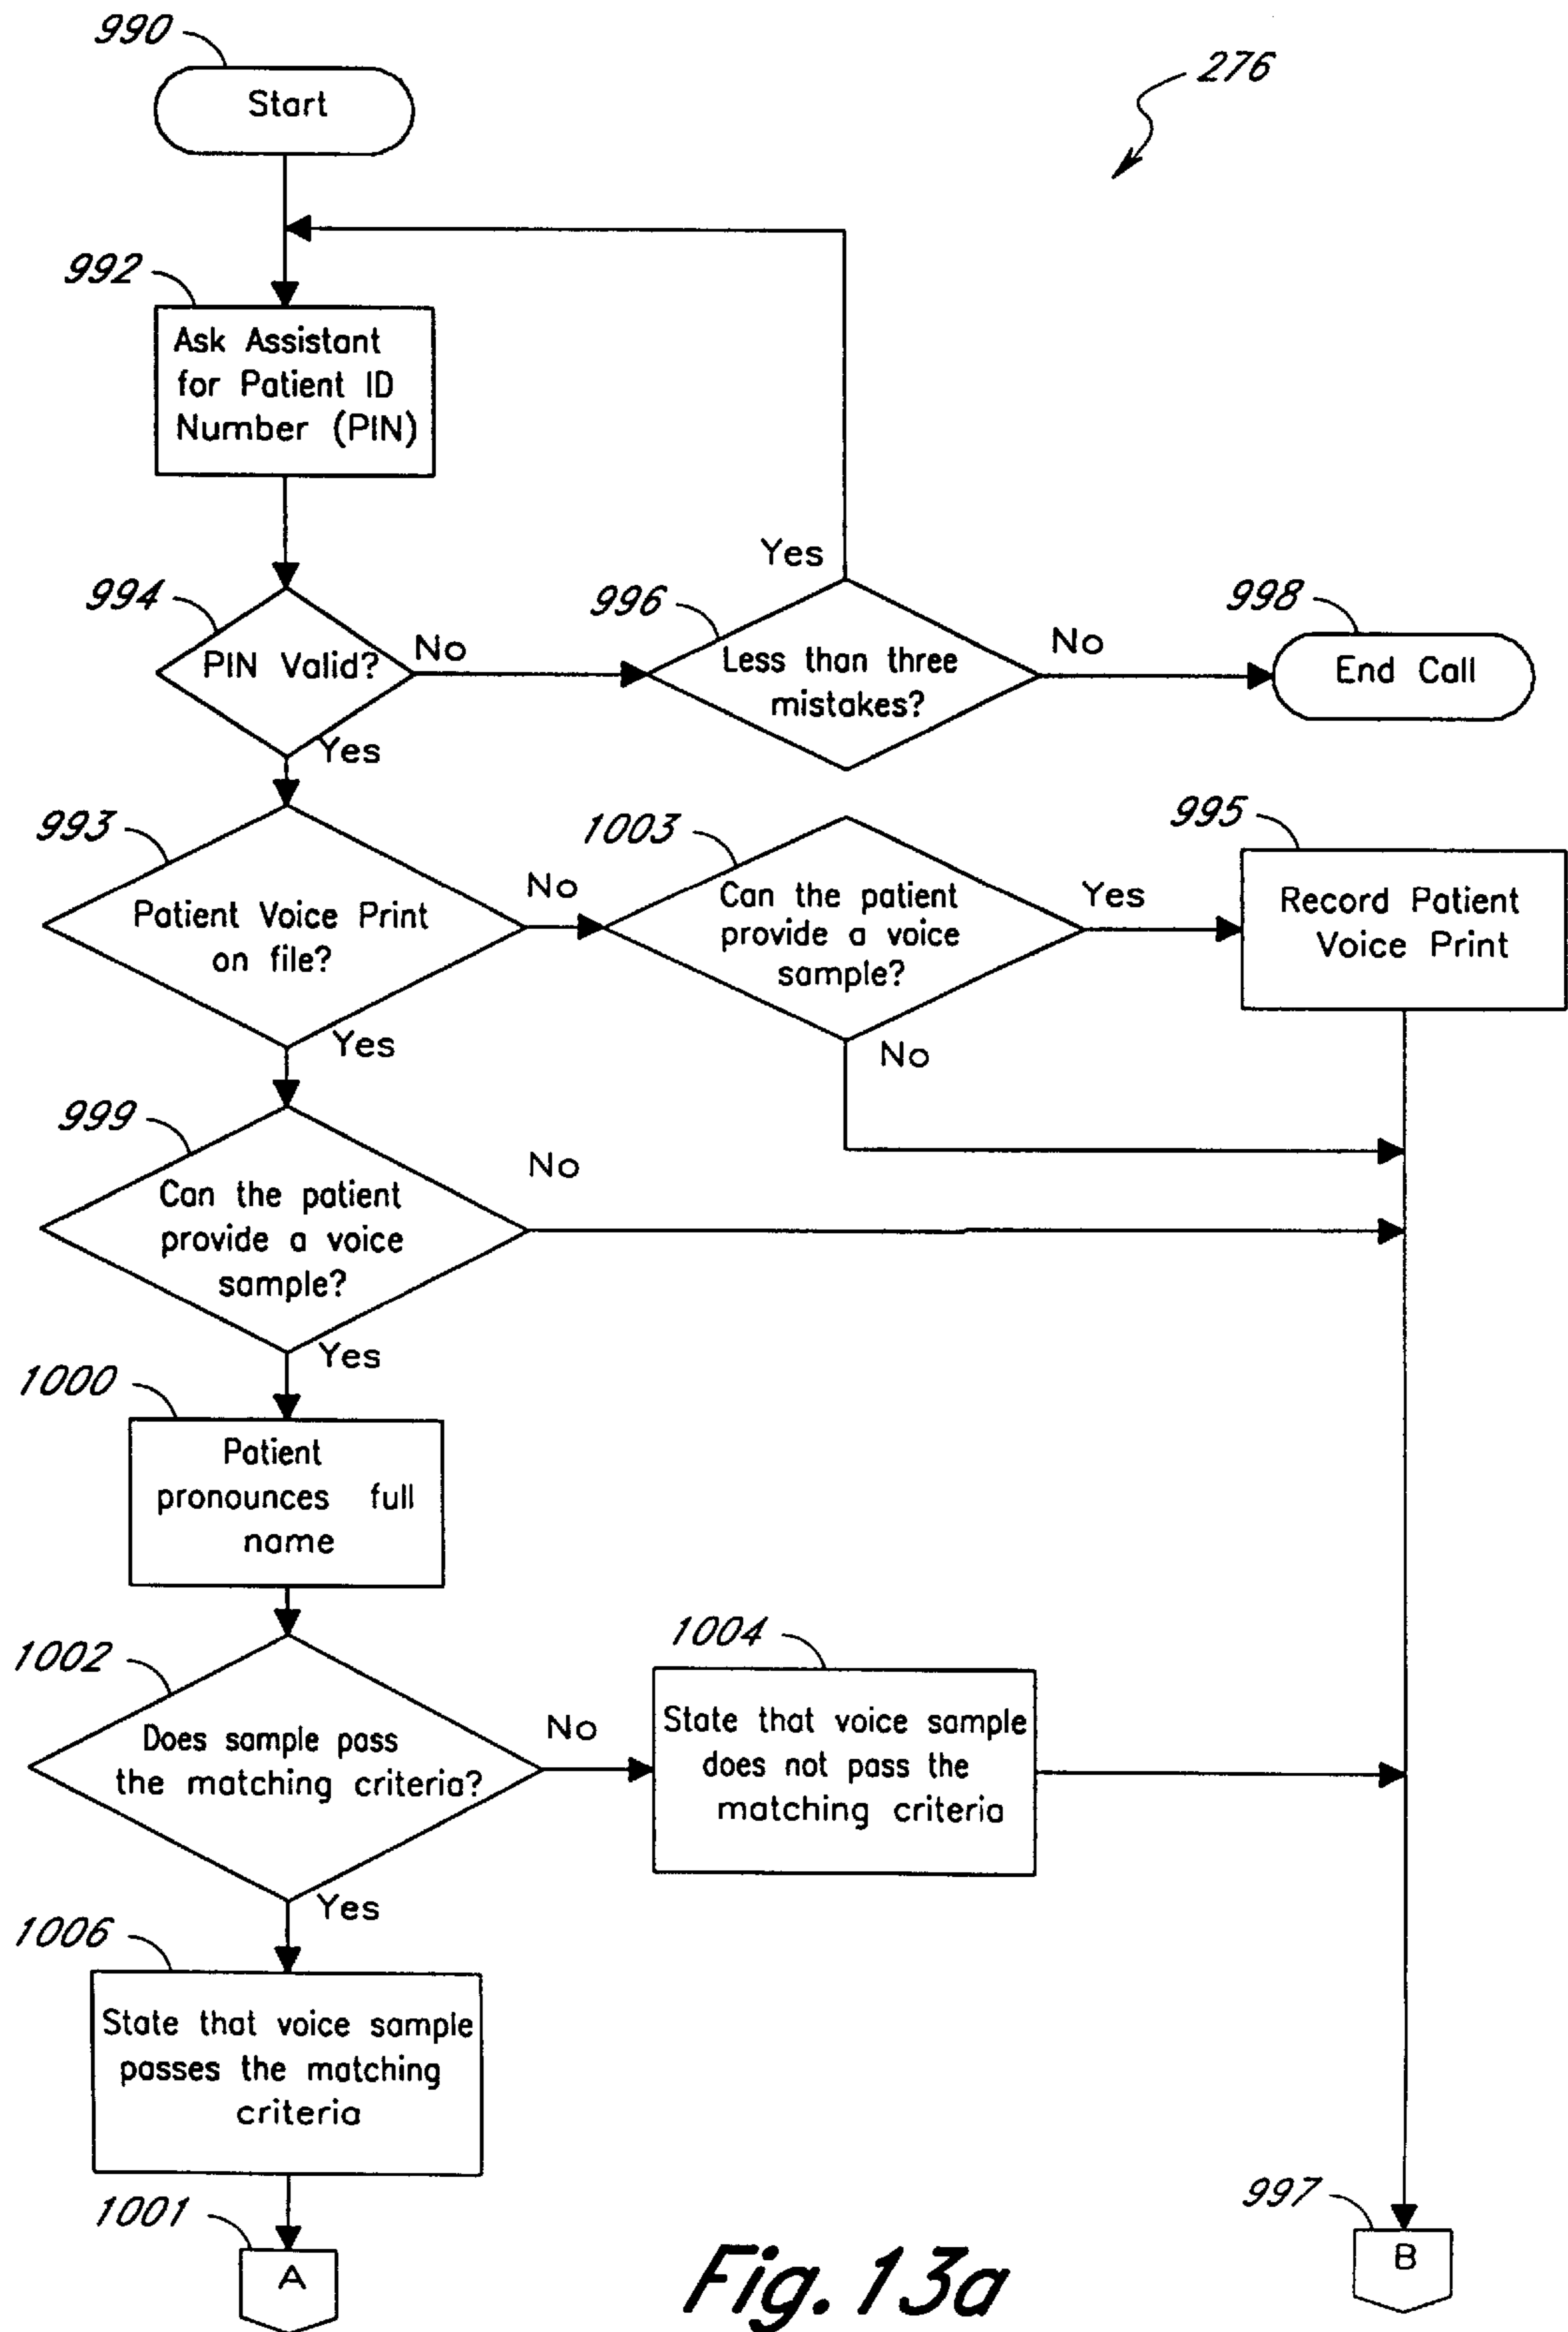 990
Start
276
992
Ask Assistant
for Patient ID
Number (PIN)
994
PIN Valid?
No
Yes
996
Less than three
mistakes?
Yes
No
998
End Call
993
Patient Voice Print
on file?
No
Yes
1003
Can the patient
provide a voice
sample?
Yes
No
995
Record Patient
Voice Print
999
Can the patient
provide a voice
sample?
No
Yes
1000
Patient
pronounces full
name
1002
Does sample pass
the matching criteria?
No
Yes
1004
State that voice sample
does not pass the
matching criteria
1006
State that voice sample
passes the matching
criteria
1001
A
997
B
Fig. 13a